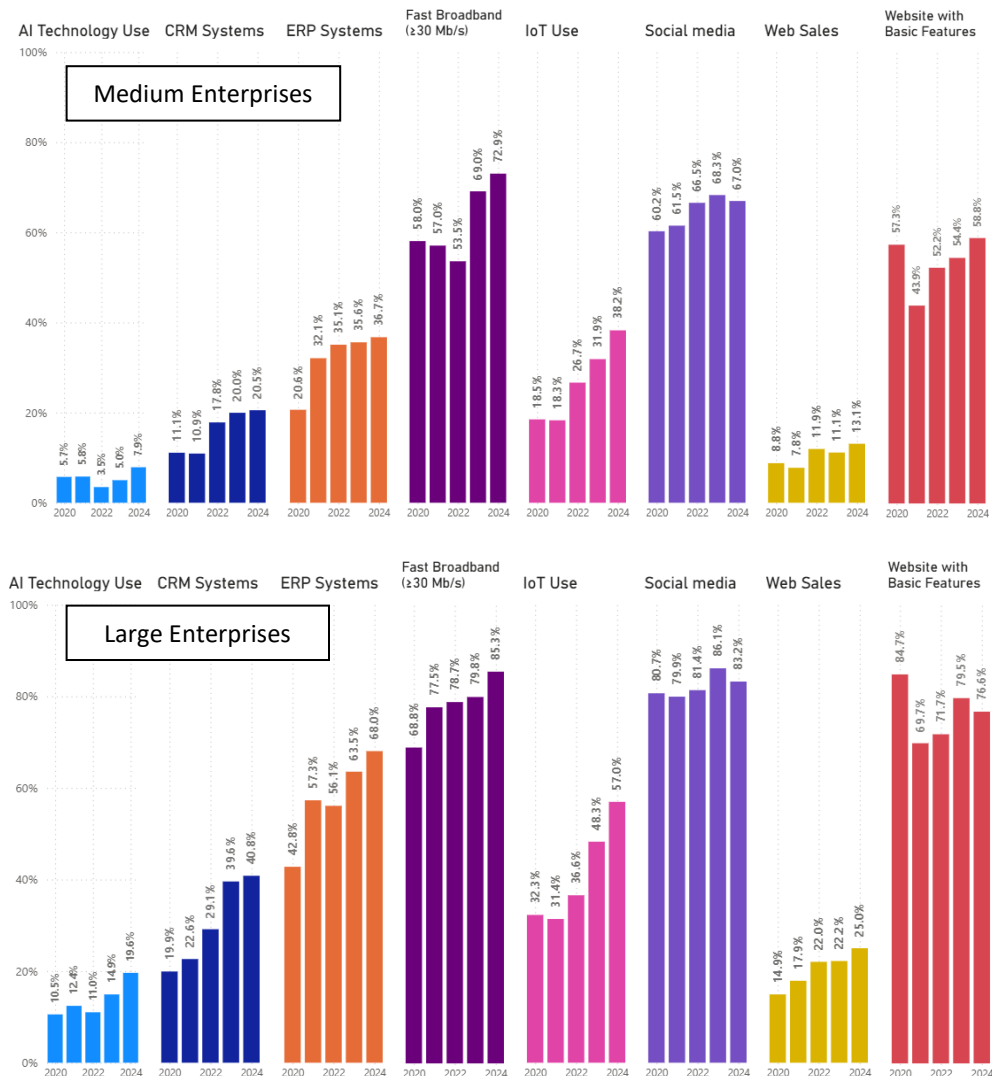 AI Technology Use CRM Systems ERP Systems Fast Broadband (≥30 Mb/s) IoT Use Social media Web Sales Website with Basic Features
100%
Medium Enterprises
80%
60%
40%
20%
0%
5.7% 5.8% 3.5% 5.0% 7.9%
11.1% 10.9% 17.8% 20.0% 20.5%
20.6% 32.1% 35.1% 35.6% 36.7%
58.0% 57.0% 53.5% 69.0% 72.9%
18.5% 18.3% 26.7% 31.9% 38.2%
60.2% 61.5% 66.5% 68.3% 67.0%
8.8% 7.8% 11.9% 11.1% 13.1%
57.3% 43.9% 52.2% 54.4% 58.8%
2020 2022 2024 2020 2022 2024 2020 2022 2024 2020 2022 2024 2020 2022 2024 2020 2022 2024 2020 2022 2024 2020 2022 2024
AI Technology Use CRM Systems ERP Systems Fast Broadband (≥30 Mb/s) IoT Use Social media Web Sales Website with Basic Features
100%
Large Enterprises
80%
60%
40%
20%
0%
10.5% 12.4% 11.0% 14.9% 19.6%
19.9% 22.6% 29.1% 39.6% 40.8%
42.8% 57.3% 56.1% 63.5% 68.0%
68.8% 77.5% 78.7% 79.8% 85.3%
32.3% 31.4% 36.6% 48.3% 57.0%
80.7% 79.9% 81.4% 86.1% 83.2%
14.9% 17.9% 22.0% 22.2% 25.0%
84.7% 69.7% 71.7% 79.5% 76.6%
2020 2022 2024 2020 2022 2024 2020 2022 2024 2020 2022 2024 2020 2022 2024 2020 2022 2024 2020 2022 2024 2020 2022 2024